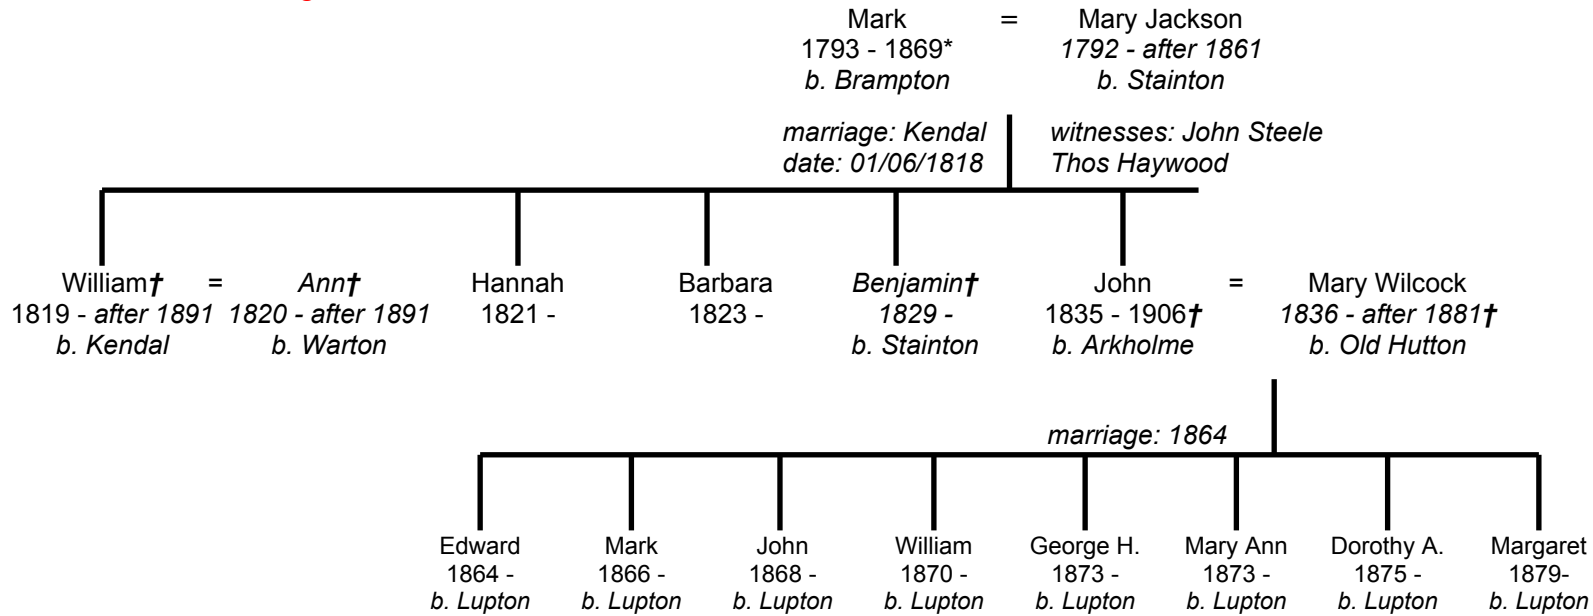 Mark = Mary Jackson
1793 - 1869* 1792 - after 1861
b. Brampton b. Stainton
marriage: Kendal witnesses: John Steele
date: 01/06/1818 Thos Haywood
William† = Ann† Hannah Barbara Benjamin† John = Mary Wilcock
1819 - after 1891 1820 - after 1891 1821 - 1823 - 1829 - 1835 - 1906† 1836 - after 1881†
b. Kendal b. Warton b. Stainton b. Arkholme b. Old Hutton
marriage: 1864
Edward Mark John William George H. Mary Ann Dorothy A. Margaret
1864 - 1866 - 1868 - 1870 - 1873 - 1873 - 1875 - 1879-
b. Lupton b. Lupton b. Lupton b. Lupton b. Lupton b. Lupton b. Lupton b. Lupton